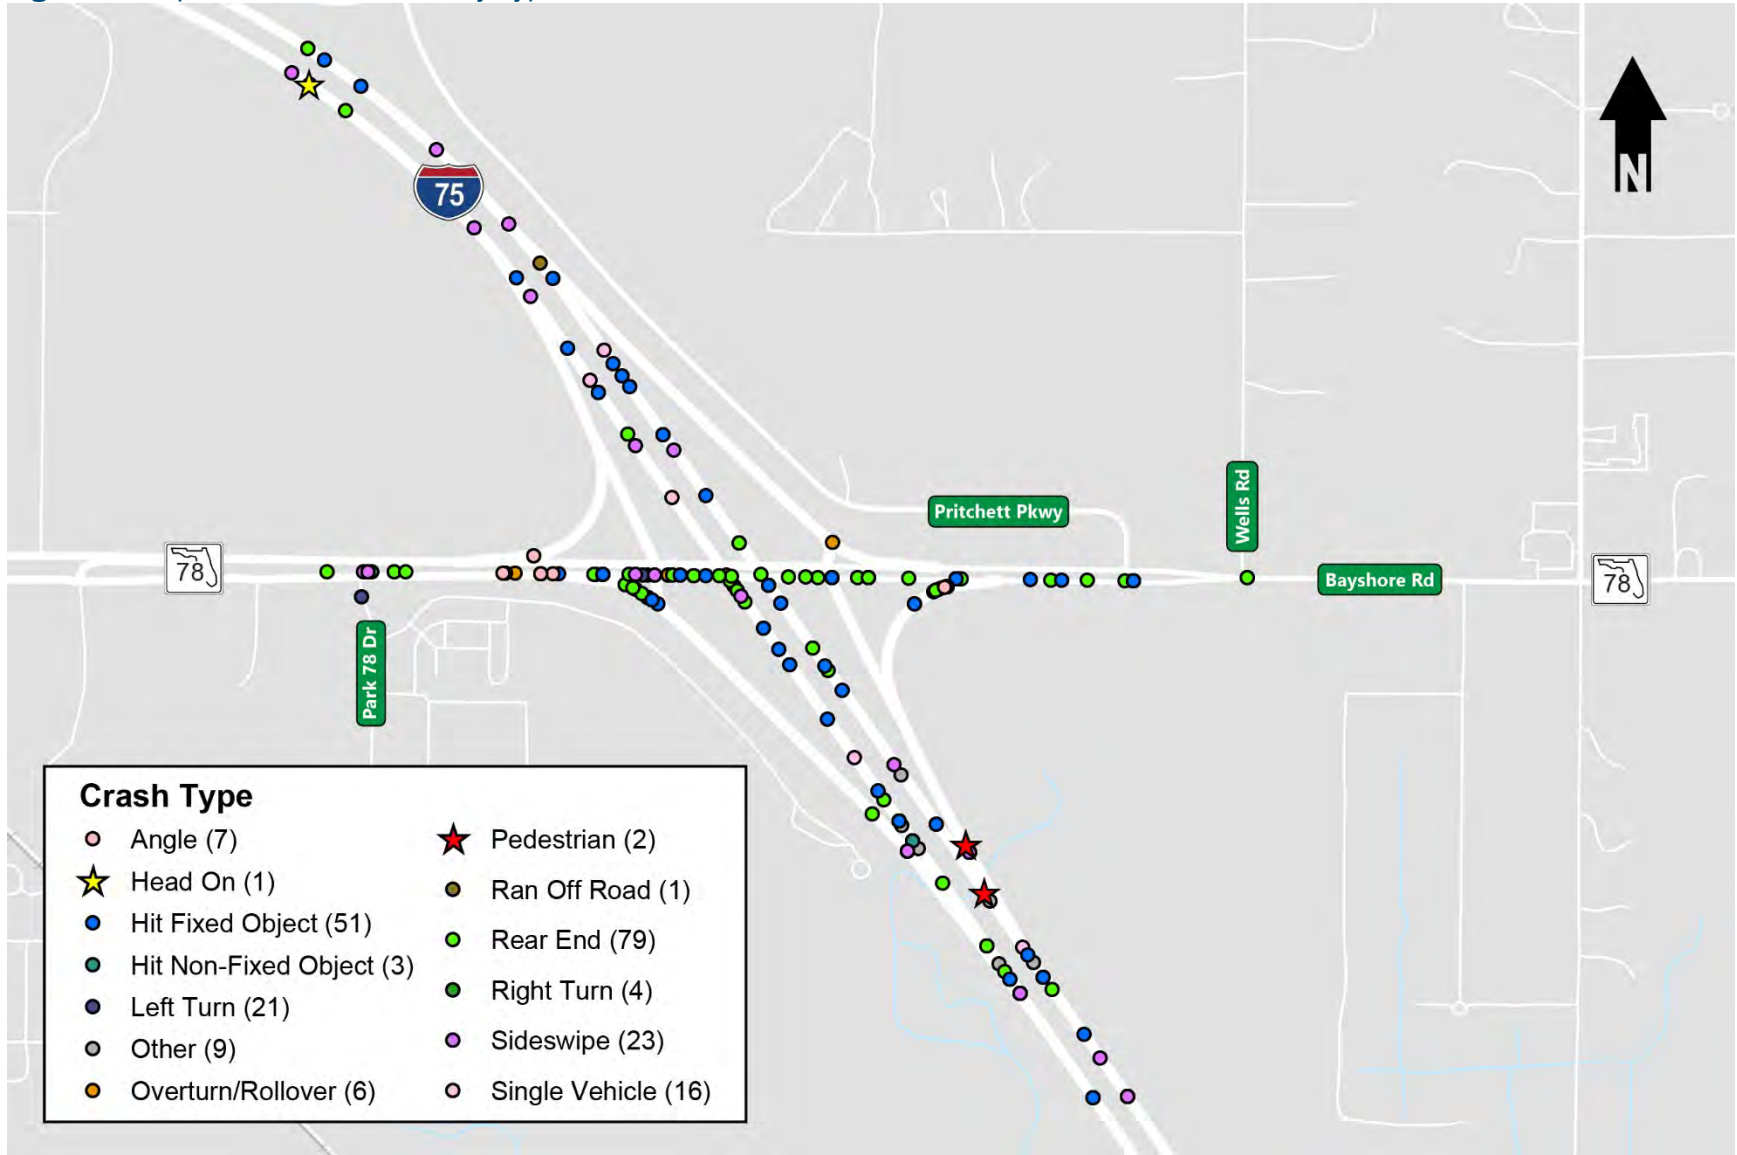 N
75
Pritchett Pkwy
Wells Rd
78
Bayshore Rd
78
Park 78 Dr
Crash Type
Angle (7)
Head On (1)
Hit Fixed Object (51)
Hit Non-Fixed Object (3)
Left Turn (21)
Other (9)
Overturn/Rollover (6)
Pedestrian (2)
Ran Off Road (1)
Rear End (79)
Right Turn (4)
Sideswipe (23)
Single Vehicle (16)